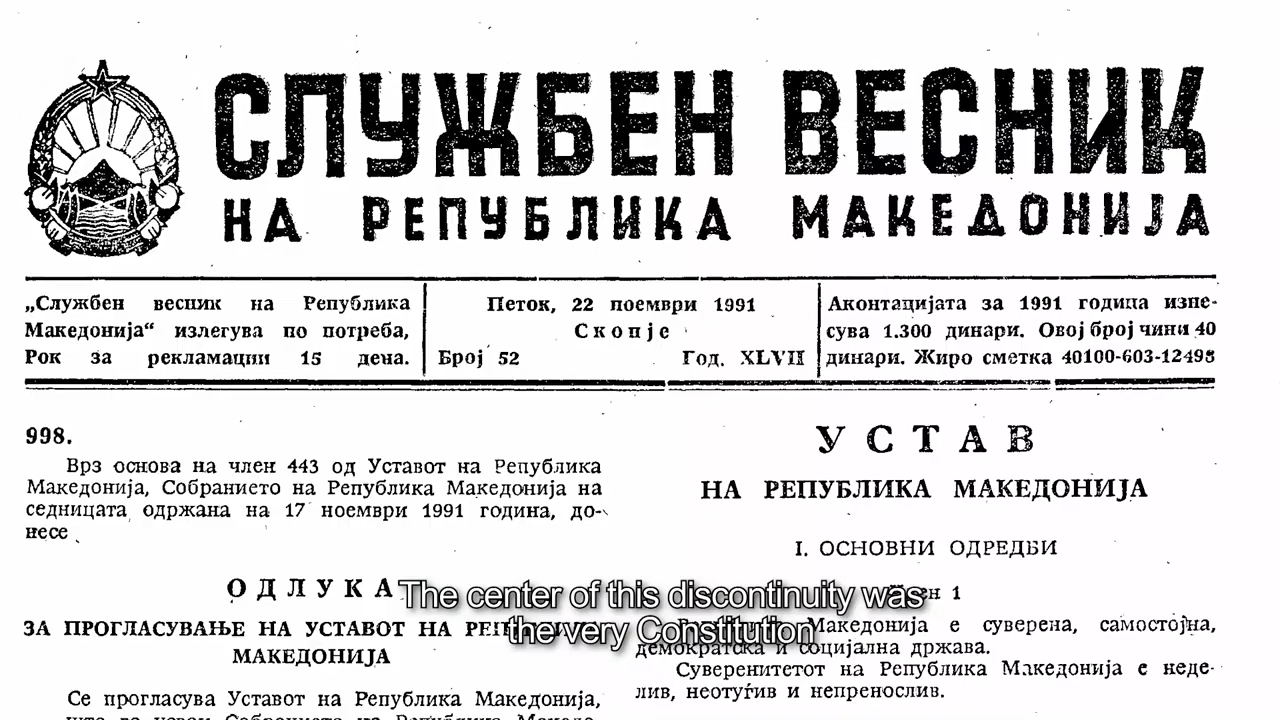 СЛУЖБЕН ВЕСНИК
НА РЕПУБЛИКА МАКЕДОНИЈА
„Службен весник на Република
Македонија“ излегува по потреба,
Рок за рекламации 15 дена.
Петок, 22 ноември 1991
Скопје
Број 52 Год. XLVII
Аконтацијата за 1991 година изне-
сува 1.300 динари. Овој број чини 40
динари. Жиро сметка 40100-603-12498
998.
Врз основа на член 443 од Уставот на Република
Македонија, Собранието на Република Македонија на
седницата одржана на 17 ноември 1991 година, до-
несе
ОДЛУКА
ЗА ПРОГЛАСУВАЊЕ НА УСТАВОТ НА
МАКЕДОНИЈА
Се прогласува Уставот на Република Македонија,
УСТАВ
НА РЕПУБЛИКА МАКЕДОНИЈА
I. ОСНОВНИ ОДРЕДБИ
1
Македонија е суверена, самостојна,
демократска и социјална држава.
Суверенитетот на Република Македонија е неде-
лив, неотуѓив и непренослив.
The center of this discontinuity was
the very Constitution